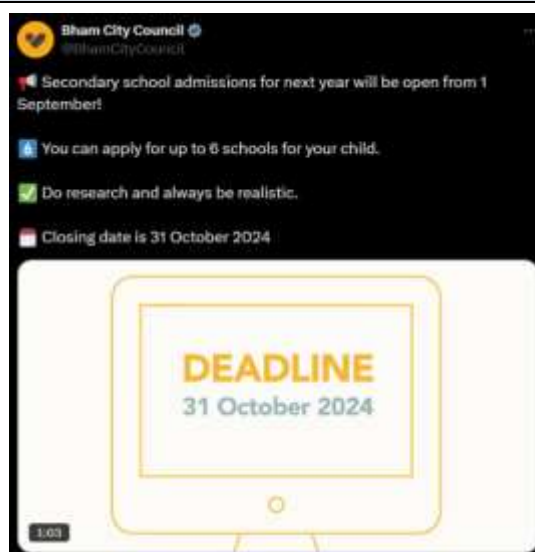 Bham City Council
@BhamCityCouncil
Secondary school admissions for next year will be open from 1
September!
6 You can apply for up to 6 schools for your child.
Do research and always be realistic.
Closing date is 31 October 2024
DEADLINE
31 October 2024
1:03